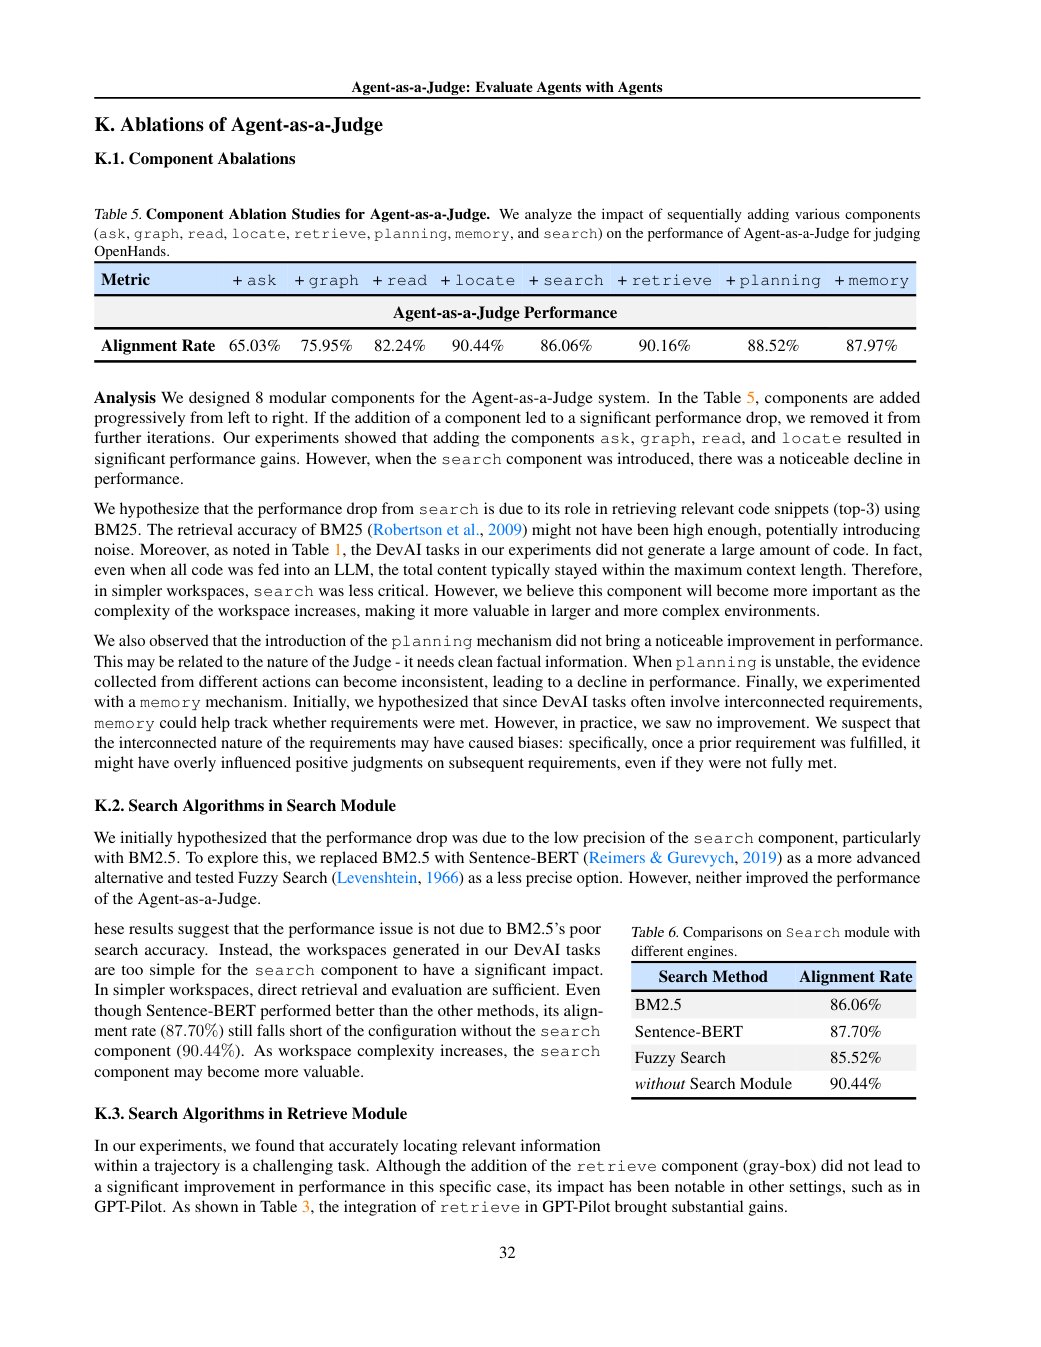 Agent-as-a-Judge: Evaluate Agents with Agents
K. Ablations of Agent-as-a-Judge
K.1. Component Abalations
Table 5. Component Ablation Studies for Agent-as-a-Judge. We analyze the impact of sequentially adding various components
(ask, graph, read, locate, retrieve, planning, memory, and search) on the performance of Agent-as-a-Judge for judging
OpenHands.
Metric + ask + graph + read + locate + search + retrieve + planning + memory
Agent-as-a-Judge Performance
Alignment Rate 65.03% 75.95% 82.24% 90.44% 86.06% 90.16% 88.52% 87.97%
Analysis We designed 8 modular components for the Agent-as-a-Judge system. In the Table 5, components are added
progressively from left to right. If the addition of a component led to a significant performance drop, we removed it from
further iterations. Our experiments showed that adding the components ask, graph, read, and locate resulted in
significant performance gains. However, when the search component was introduced, there was a noticeable decline in
performance.
We hypothesize that the performance drop from search is due to its role in retrieving relevant code snippets (top-3) using
BM25. The retrieval accuracy of BM25 (Robertson et al., 2009) might not have been high enough, potentially introducing
noise. Moreover, as noted in Table 1, the DevAI tasks in our experiments did not generate a large amount of code. In fact,
even when all code was fed into an LLM, the total content typically stayed within the maximum context length. Therefore,
in simpler workspaces, search was less critical. However, we believe this component will become more important as the
complexity of the workspace increases, making it more valuable in larger and more complex environments.
We also observed that the introduction of the planning mechanism did not bring a noticeable improvement in performance.
This may be related to the nature of the Judge - it needs clean factual information. When planning is unstable, the evidence
collected from different actions can become inconsistent, leading to a decline in performance. Finally, we experimented
with a memory mechanism. Initially, we hypothesized that since DevAI tasks often involve interconnected requirements,
memory could help track whether requirements were met. However, in practice, we saw no improvement. We suspect that
the interconnected nature of the requirements may have caused biases: specifically, once a prior requirement was fulfilled, it
might have overly influenced positive judgments on subsequent requirements, even if they were not fully met.
K.2. Search Algorithms in Search Module
We initially hypothesized that the performance drop was due to the low precision of the search component, particularly
with BM2.5. To explore this, we replaced BM2.5 with Sentence-BERT (Reimers & Gurevych, 2019) as a more advanced
alternative and tested Fuzzy Search (Levenshtein, 1966) as a less precise option. However, neither improved the performance
of the Agent-as-a-Judge.
hese results suggest that the performance issue is not due to BM2.5's poor
search accuracy. Instead, the workspaces generated in our DevAI tasks
are too simple for the search component to have a significant impact.
In simpler workspaces, direct retrieval and evaluation are sufficient. Even
though Sentence-BERT performed better than the other methods, its align-
ment rate (87.70%) still falls short of the configuration without the search
component (90.44%). As workspace complexity increases, the search
component may become more valuable.
Table 6. Comparisons on Search module with
different engines.
Search Method Alignment Rate
BM2.5 86.06%
Sentence-BERT 87.70%
Fuzzy Search 85.52%
without Search Module 90.44%
K.3. Search Algorithms in Retrieve Module
In our experiments, we found that accurately locating relevant information
within a trajectory is a challenging task. Although the addition of the retrieve component (gray-box) did not lead to
a significant improvement in performance in this specific case, its impact has been notable in other settings, such as in
GPT-Pilot. As shown in Table 3, the integration of retrieve in GPT-Pilot brought substantial gains.
32